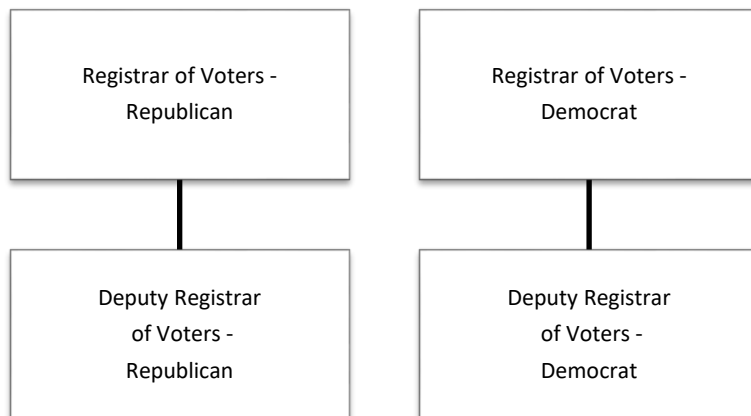 Registrar of Voters -
Republican
Registrar of Voters -
Democrat
Deputy Registrar
of Voters -
Republican
Deputy Registrar
of Voters -
Democrat